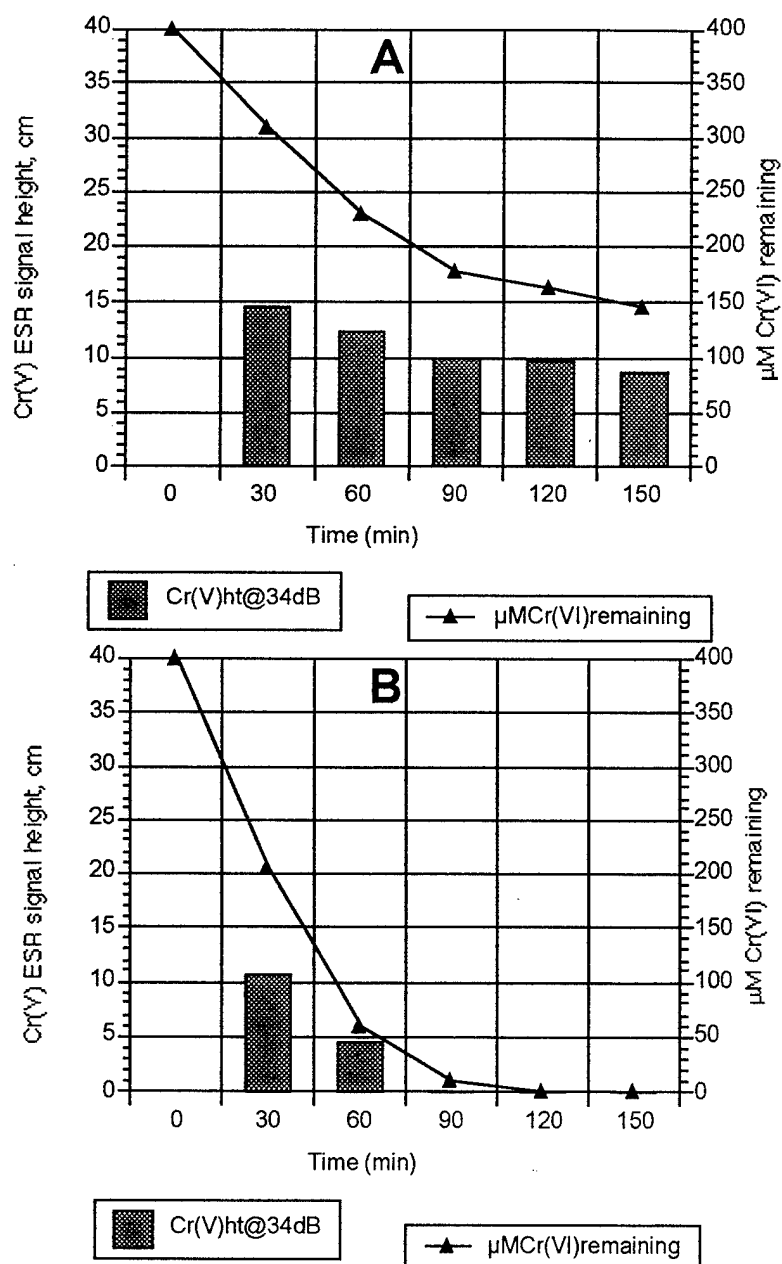 A
Cr(V) ESR signal height, cm
40
35
30
25
20
15
10
5
0
400
350
300
250
200
150
100
50
0
µM Cr(VI) remaining
0 30 60 90 120 150
Time (min)
Cr(V)ht@34dB
µMCr(VI)remaining
B
Cr(V) ESR signal height, cm
40
35
30
25
20
15
10
5
0
400
350
300
250
200
150
100
50
0
µM Cr(VI) remaining
0 30 60 90 120 150
Time (min)
Cr(V)ht@34dB
µMCr(VI)remaining